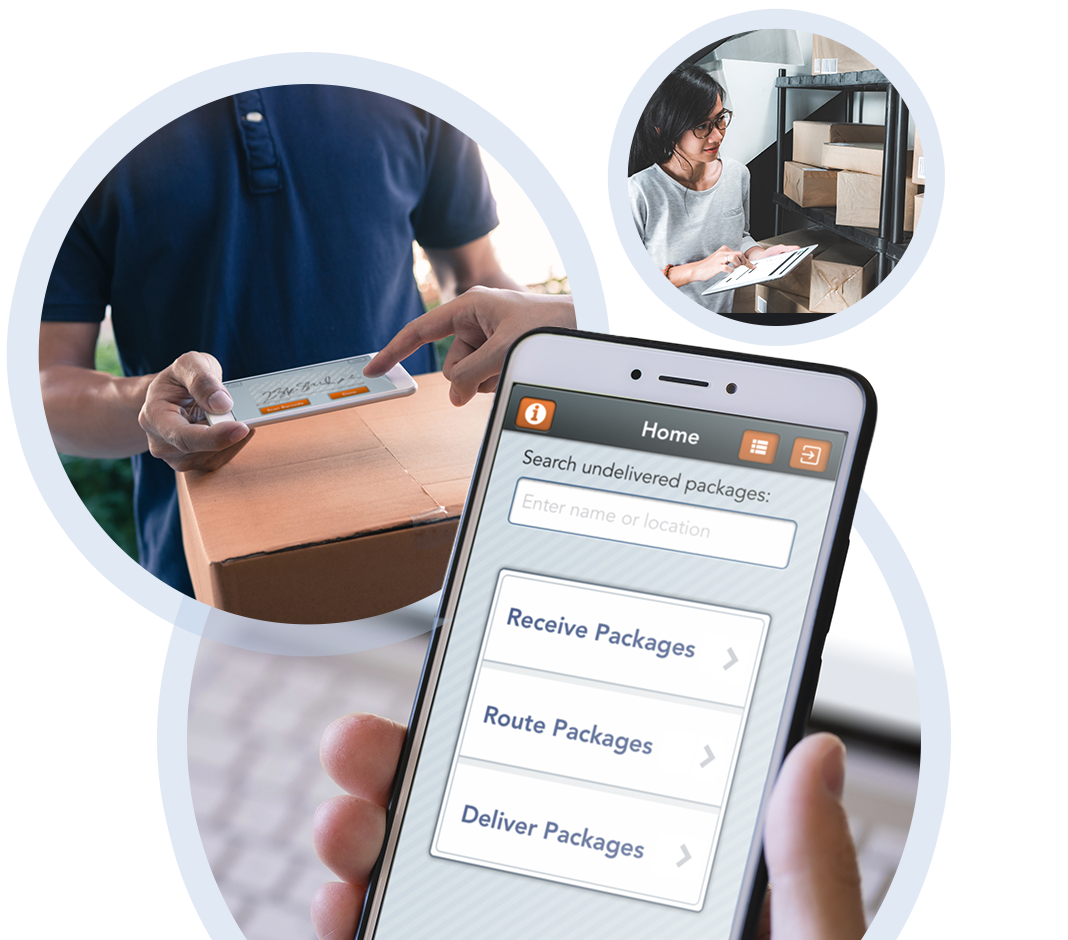 Home
Search undelivered packages:
Enter name or location
Receive Packages
Route Packages
Deliver Packages